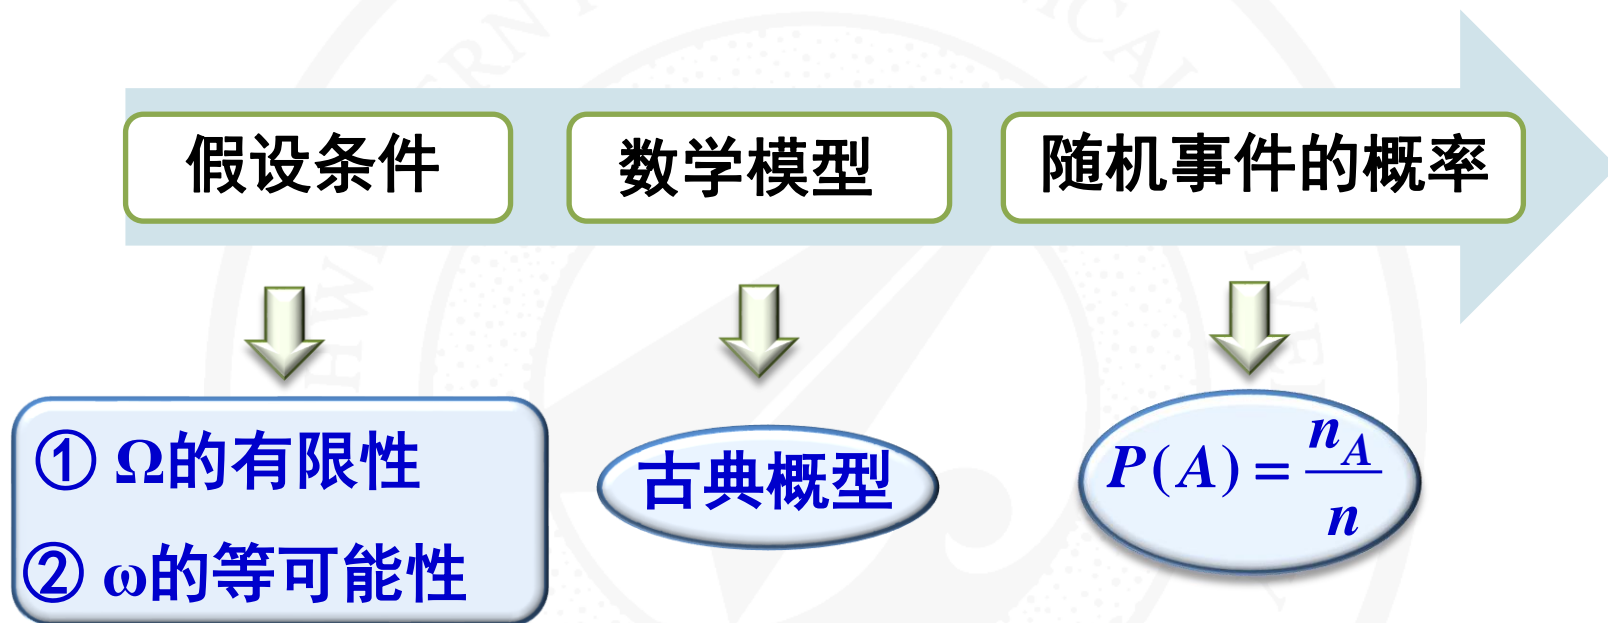 假设条件
数学模型
随机事件的概率
① Ω的有限性
② ω的等可能性
古典概型
P(A) = n_A / n